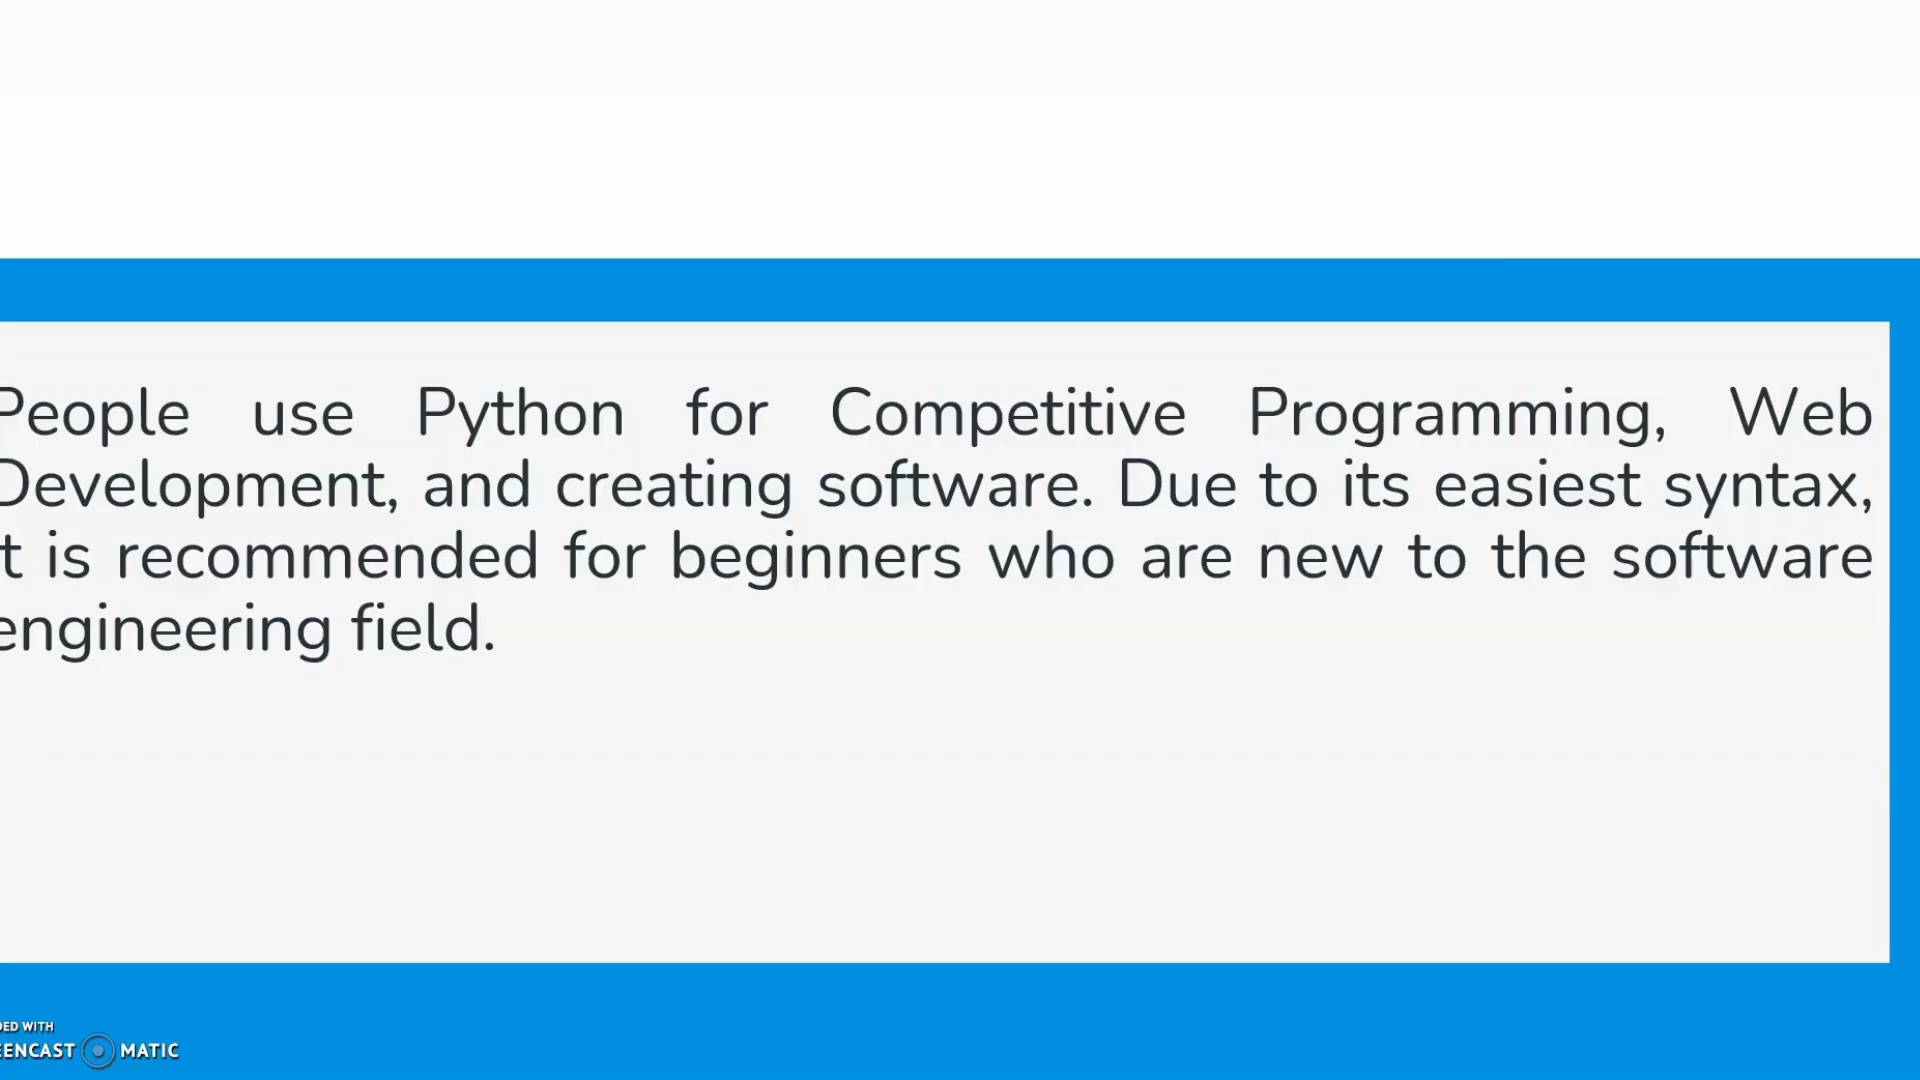 People use Python for Competitive Programming, Web
Development, and creating software. Due to its easiest syntax,
t is recommended for beginners who are new to the software
engineering field.
DED WITH
EENCAST MATIC